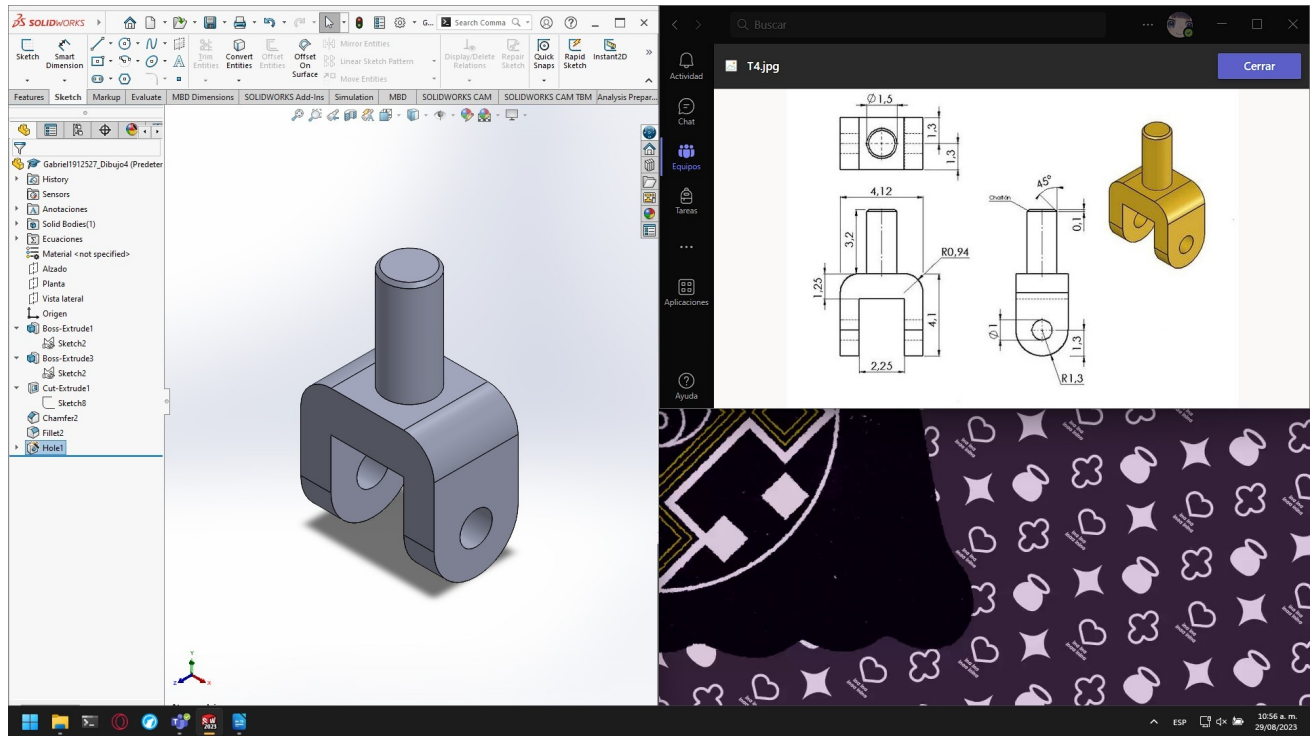 SOLIDWORKS
G...
Search Comma
Sketch
Smart Dimension
Trim Entities
Convert Entities
Offset Entities
Offset On Surface
Mirror Entities
Linear Sketch Pattern
Move Entities
Display/Delete Relations
Repair Sketch
Quick Snaps
Rapid Sketch
Instant2D
Features
Sketch
Markup
Evaluate
MBD Dimensions
SOLIDWORKS Add-Ins
Simulation
MBD
SOLIDWORKS CAM
SOLIDWORKS CAM TBM
Analysis Prepar...
Gabriel1912527_Dibujo4 (Predeter
History
Sensors
Anotaciones
Solid Bodies(1)
Ecuaciones
Material <not specified>
Alzado
Planta
Vista lateral
Origen
Boss-Extrude1
Sketch2
Boss-Extrude3
Sketch2
Cut-Extrude1
Sketch8
Chamfer2
Fillet2
Hole1
Y
Z
X
Buscar
Actividad
Chat
Equipos
Tareas
Aplicaciones
Ayuda
T4.jpg
Cerrar
Ø1,5
1,3
1,3
4,12
3,2
1,25
R0,94
4,1
2,25
Chaflán
45°
0,1
Ø1
1,3
R1,3
SW
2023
ESP
10:56 a. m.
29/08/2023